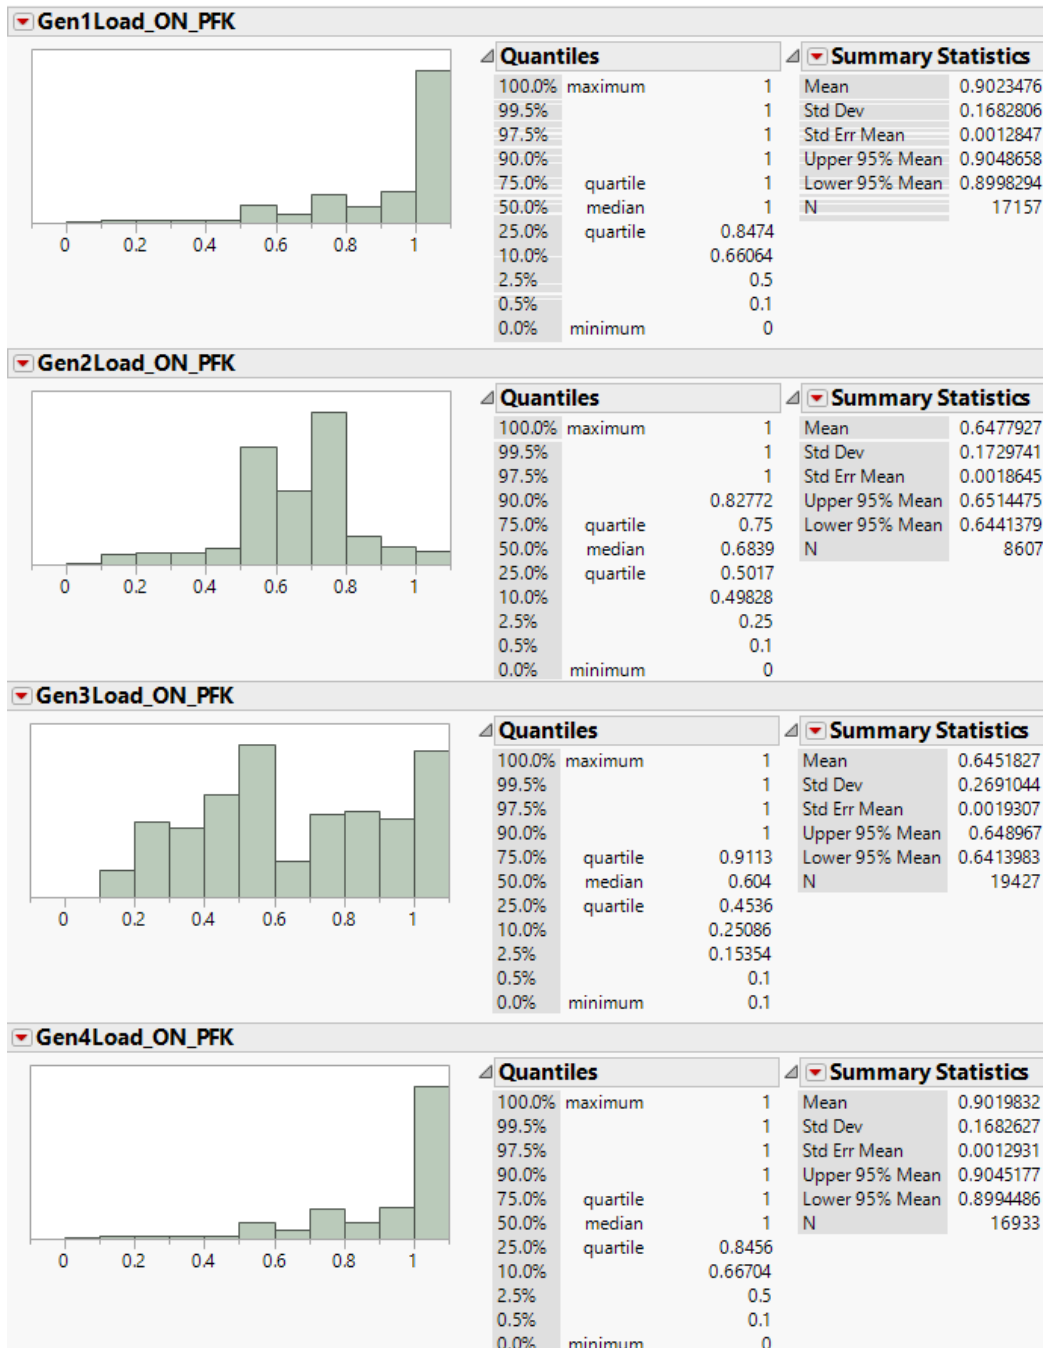 Gen1Load_ON_PFK
Quantiles
100.0% maximum 1
99.5% 1
97.5% 1
90.0% 1
75.0% quartile 1
50.0% median 1
25.0% quartile 0.8474
10.0% 0.66064
2.5% 0.5
0.5% 0.1
0.0% minimum 0
Summary Statistics
Mean 0.9023476
Std Dev 0.1682806
Std Err Mean 0.0012847
Upper 95% Mean 0.9048658
Lower 95% Mean 0.8998294
N 17157
0 0.2 0.4 0.6 0.8 1
Gen2Load_ON_PFK
Quantiles
100.0% maximum 1
99.5% 1
97.5% 1
90.0% 0.82772
75.0% quartile 0.75
50.0% median 0.6839
25.0% quartile 0.5017
10.0% 0.49828
2.5% 0.25
0.5% 0.1
0.0% minimum 0
Summary Statistics
Mean 0.6477927
Std Dev 0.1729741
Std Err Mean 0.0018645
Upper 95% Mean 0.6514475
Lower 95% Mean 0.6441379
N 8607
0 0.2 0.4 0.6 0.8 1
Gen3Load_ON_PFK
Quantiles
100.0% maximum 1
99.5% 1
97.5% 1
90.0% 1
75.0% quartile 0.9113
50.0% median 0.604
25.0% quartile 0.4536
10.0% 0.25086
2.5% 0.15354
0.5% 0.1
0.0% minimum 0.1
Summary Statistics
Mean 0.6451827
Std Dev 0.2691044
Std Err Mean 0.0019307
Upper 95% Mean 0.648967
Lower 95% Mean 0.6413983
N 19427
0 0.2 0.4 0.6 0.8 1
Gen4Load_ON_PFK
Quantiles
100.0% maximum 1
99.5% 1
97.5% 1
90.0% 1
75.0% quartile 1
50.0% median 1
25.0% quartile 0.8456
10.0% 0.66704
2.5% 0.5
0.5% 0.1
0.0% minimum 0
Summary Statistics
Mean 0.9019832
Std Dev 0.1682627
Std Err Mean 0.0012931
Upper 95% Mean 0.9045177
Lower 95% Mean 0.8994486
N 16933
0 0.2 0.4 0.6 0.8 1